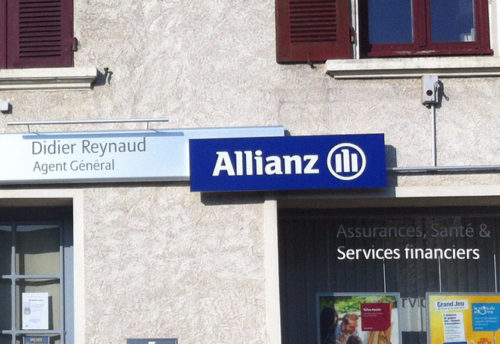 Didier Reynaud
Agent Général
Allianz
Assurances, Santé &
Services financiers
Grand Jeu